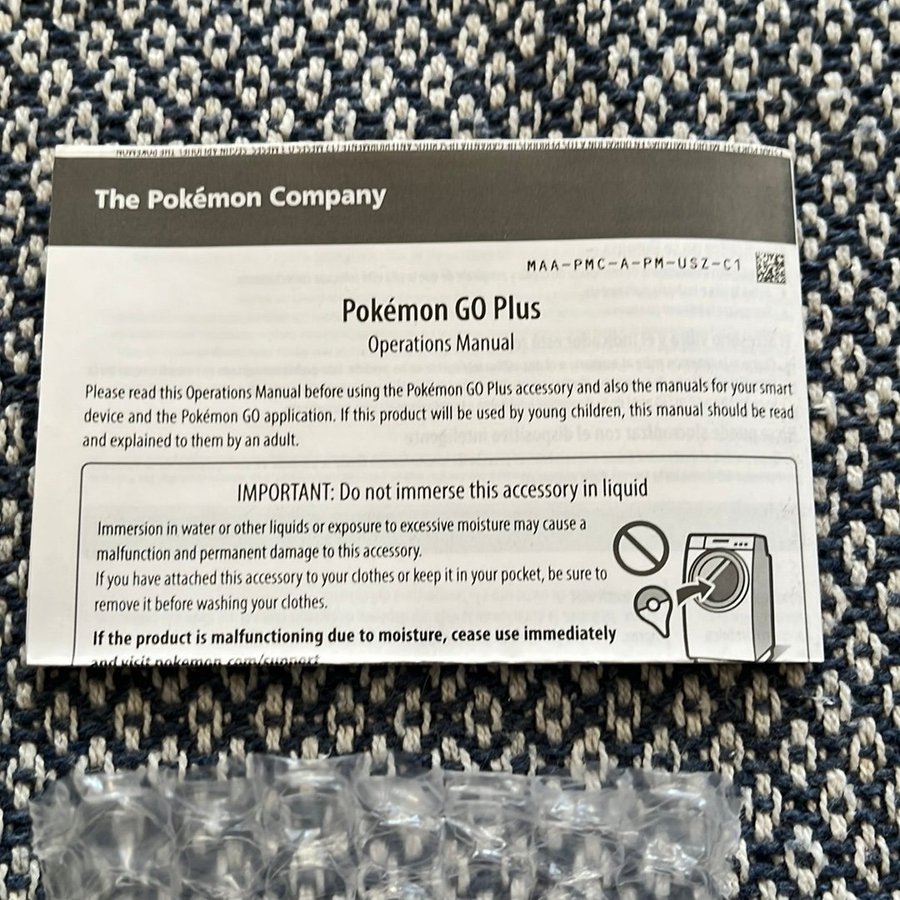 The Pokémon Company
MAA-PMC-A-PM-USZ-C1
Pokémon GO Plus
Operations Manual
Please read this Operations Manual before using the Pokémon GO Plus accessory and also the manuals for your smart
device and the Pokémon GO application. If this product will be used by young children, this manual should be read
and explained to them by an adult.
IMPORTANT: Do not immerse this accessory in liquid
Immersion in water or other liquids or exposure to excessive moisture may cause a
malfunction and permanent damage to this accessory.
If you have attached this accessory to your clothes or keep it in your pocket, be sure to
remove it before washing your clothes.
If the product is malfunctioning due to moisture, cease use immediately
and visit pokemon.com/support